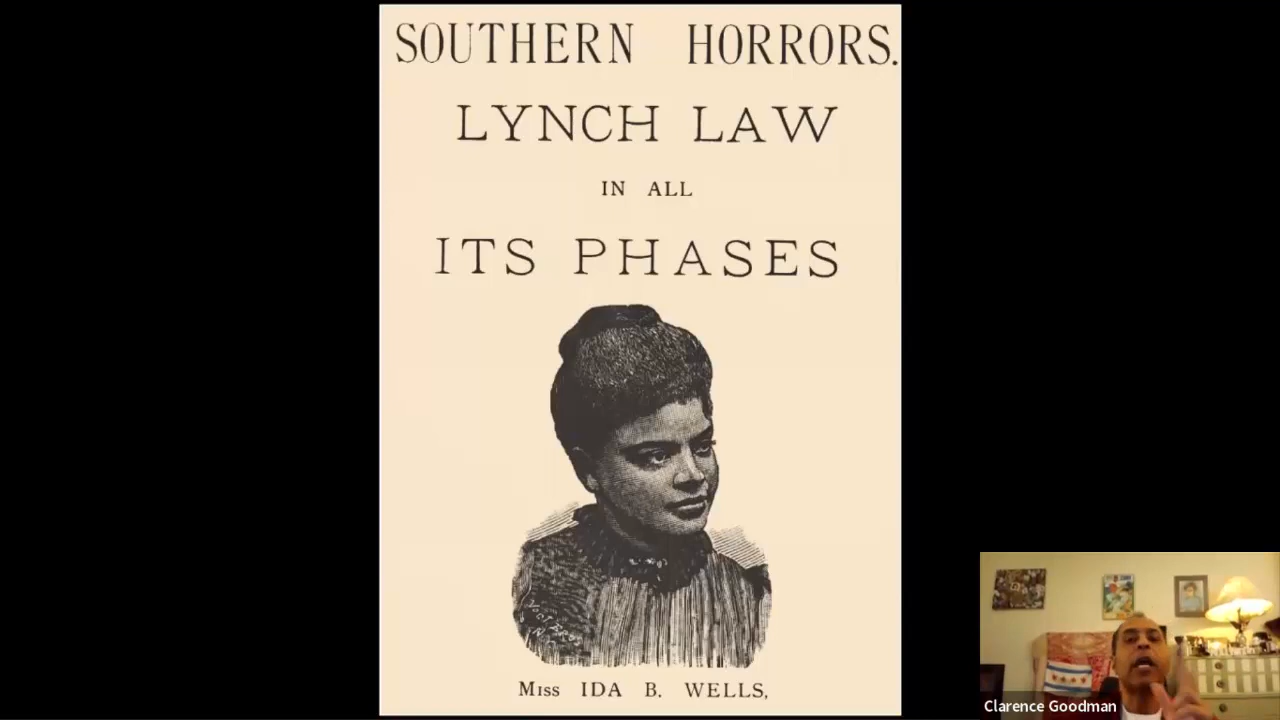 SOUTHERN HORRORS.
LYNCH LAW
IN ALL
ITS PHASES
Miss IDA B. WELLS,
Clarence Goodman